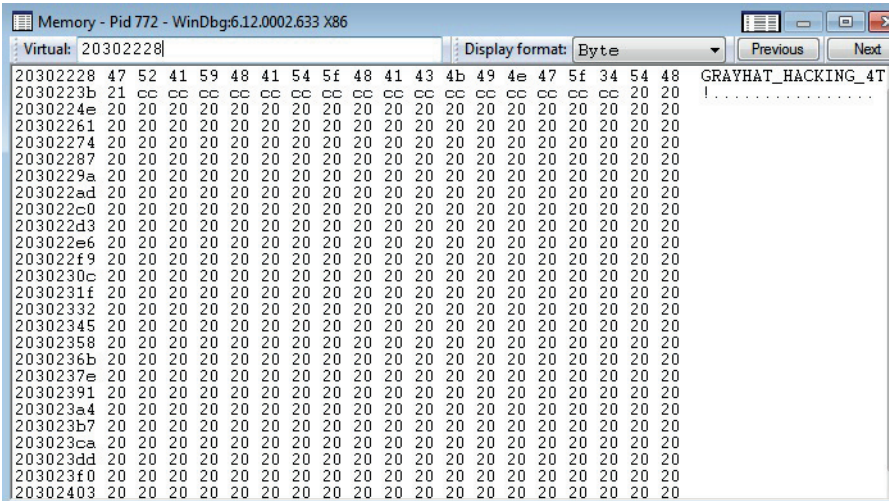 Memory - Pid 772 - WinDbg:6.12.0002.633 X86
Virtual: 20302228 Display format: Byte Previous Next
20302228 47 52 41 59 48 41 54 5f 48 41 43 4b 49 4e 47 5f 34 54 48 GRAYHAT_HACKING_4T
2030223b 21 cc cc cc cc cc cc cc cc cc cc cc cc cc cc cc cc 20 20 !................
2030224e 20 20 20 20 20 20 20 20 20 20 20 20 20 20 20 20 20 20 20
20302261 20 20 20 20 20 20 20 20 20 20 20 20 20 20 20 20 20 20 20
20302274 20 20 20 20 20 20 20 20 20 20 20 20 20 20 20 20 20 20 20
20302287 20 20 20 20 20 20 20 20 20 20 20 20 20 20 20 20 20 20 20
2030229a 20 20 20 20 20 20 20 20 20 20 20 20 20 20 20 20 20 20 20
203022ad 20 20 20 20 20 20 20 20 20 20 20 20 20 20 20 20 20 20 20
203022c0 20 20 20 20 20 20 20 20 20 20 20 20 20 20 20 20 20 20 20
203022d3 20 20 20 20 20 20 20 20 20 20 20 20 20 20 20 20 20 20 20
203022e6 20 20 20 20 20 20 20 20 20 20 20 20 20 20 20 20 20 20 20
203022f9 20 20 20 20 20 20 20 20 20 20 20 20 20 20 20 20 20 20 20
2030230c 20 20 20 20 20 20 20 20 20 20 20 20 20 20 20 20 20 20 20
2030231f 20 20 20 20 20 20 20 20 20 20 20 20 20 20 20 20 20 20 20
20302332 20 20 20 20 20 20 20 20 20 20 20 20 20 20 20 20 20 20 20
20302345 20 20 20 20 20 20 20 20 20 20 20 20 20 20 20 20 20 20 20
20302358 20 20 20 20 20 20 20 20 20 20 20 20 20 20 20 20 20 20 20
2030236b 20 20 20 20 20 20 20 20 20 20 20 20 20 20 20 20 20 20 20
2030237e 20 20 20 20 20 20 20 20 20 20 20 20 20 20 20 20 20 20 20
20302391 20 20 20 20 20 20 20 20 20 20 20 20 20 20 20 20 20 20 20
203023a4 20 20 20 20 20 20 20 20 20 20 20 20 20 20 20 20 20 20 20
203023b7 20 20 20 20 20 20 20 20 20 20 20 20 20 20 20 20 20 20 20
203023ca 20 20 20 20 20 20 20 20 20 20 20 20 20 20 20 20 20 20 20
203023dd 20 20 20 20 20 20 20 20 20 20 20 20 20 20 20 20 20 20 20
203023f0 20 20 20 20 20 20 20 20 20 20 20 20 20 20 20 20 20 20 20
20302403 20 20 20 20 20 20 20 20 20 20 20 20 20 20 20 20 20 20 20